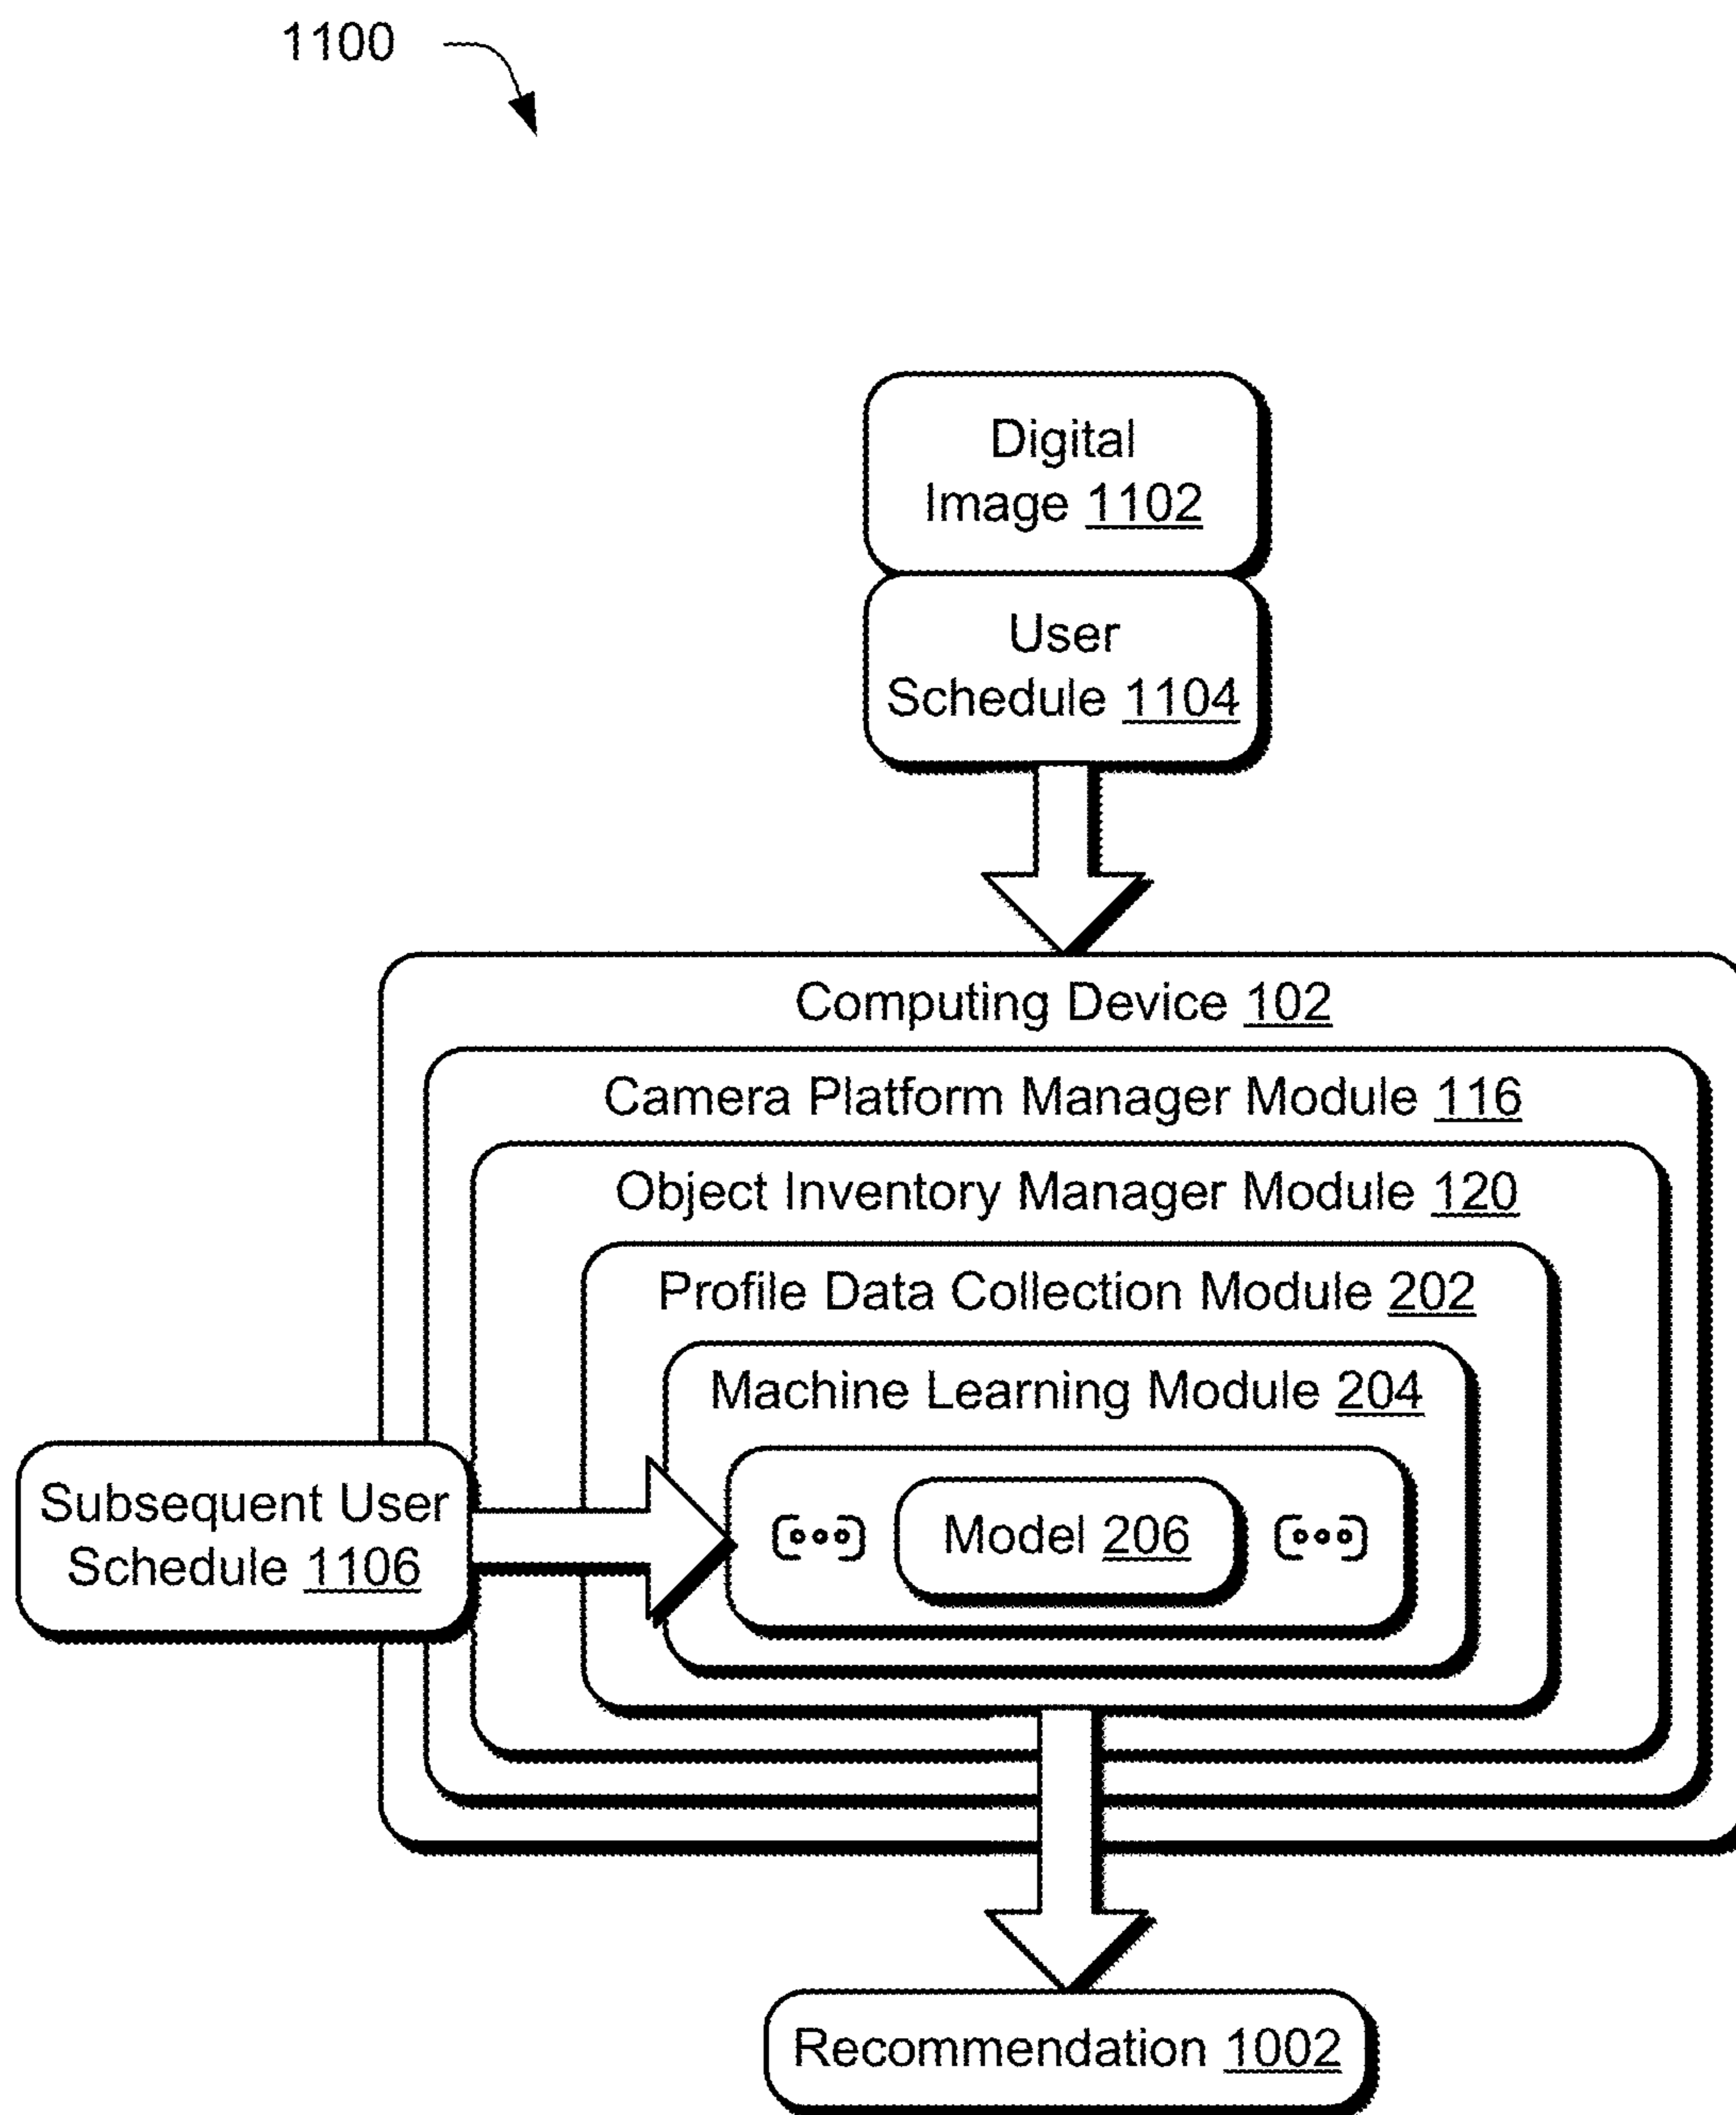 1100
Digital
Image 1102
User
Schedule 1104
Computing Device 102
Camera Platform Manager Module 116
Object Inventory Manager Module 120
Profile Data Collection Module 202
Machine Learning Module 204
Subsequent User
Schedule 1106
Model 206
Recommendation 1002